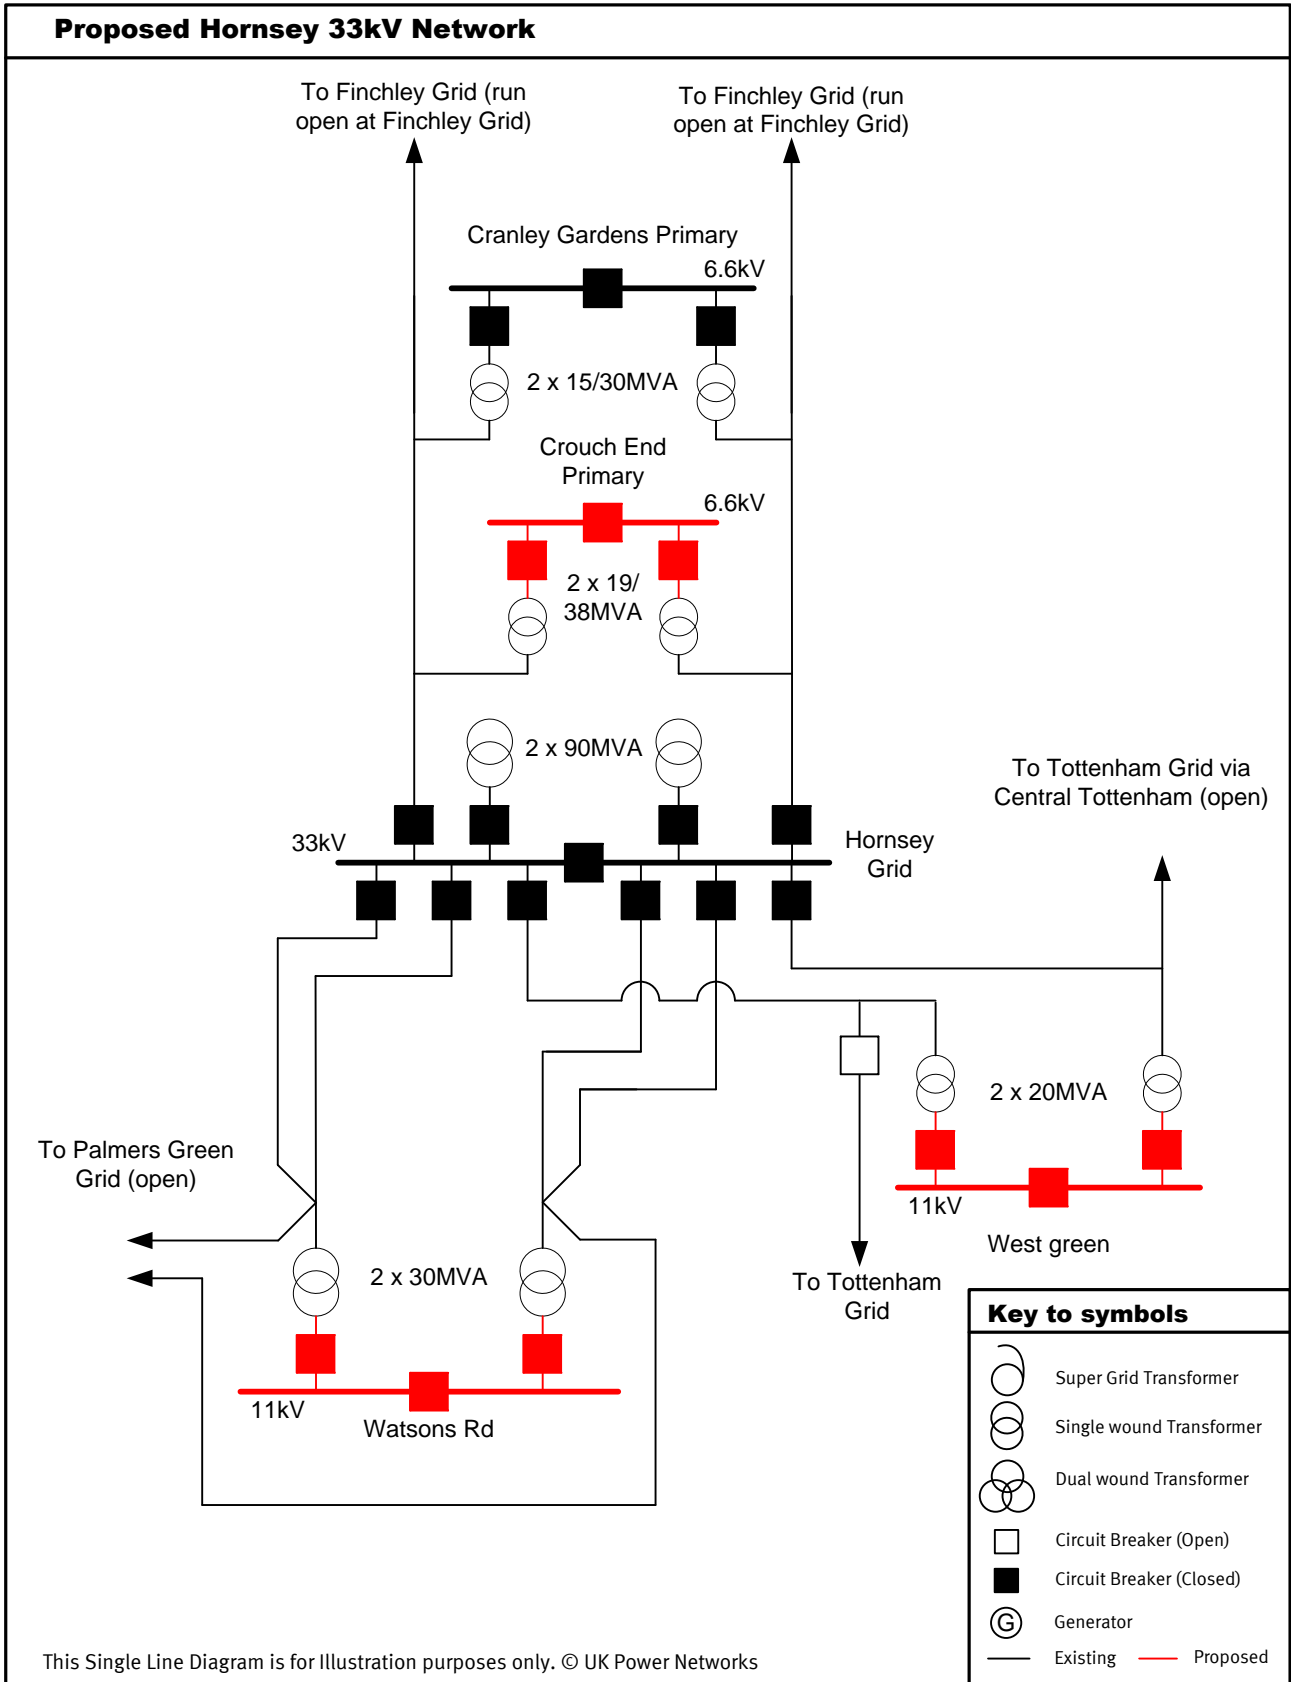 Proposed Hornsey 33kV Network
To Finchley Grid (run
open at Finchley Grid)
To Finchley Grid (run
open at Finchley Grid)
Cranley Gardens Primary
6.6kV
2 x 15/30MVA
Crouch End
Primary
6.6kV
2 x 19/
38MVA
2 x 90MVA
To Tottenham Grid via
Central Tottenham (open)
33kV
Hornsey
Grid
2 x 20MVA
To Palmers Green
Grid (open)
11kV
West green
2 x 30MVA
To Tottenham
Grid
11kV
Watsons Rd
Key to symbols
Super Grid Transformer
Single wound Transformer
Dual wound Transformer
Circuit Breaker (Open)
Circuit Breaker (Closed)
G Generator
Existing Proposed
This Single Line Diagram is for Illustration purposes only. © UK Power Networks